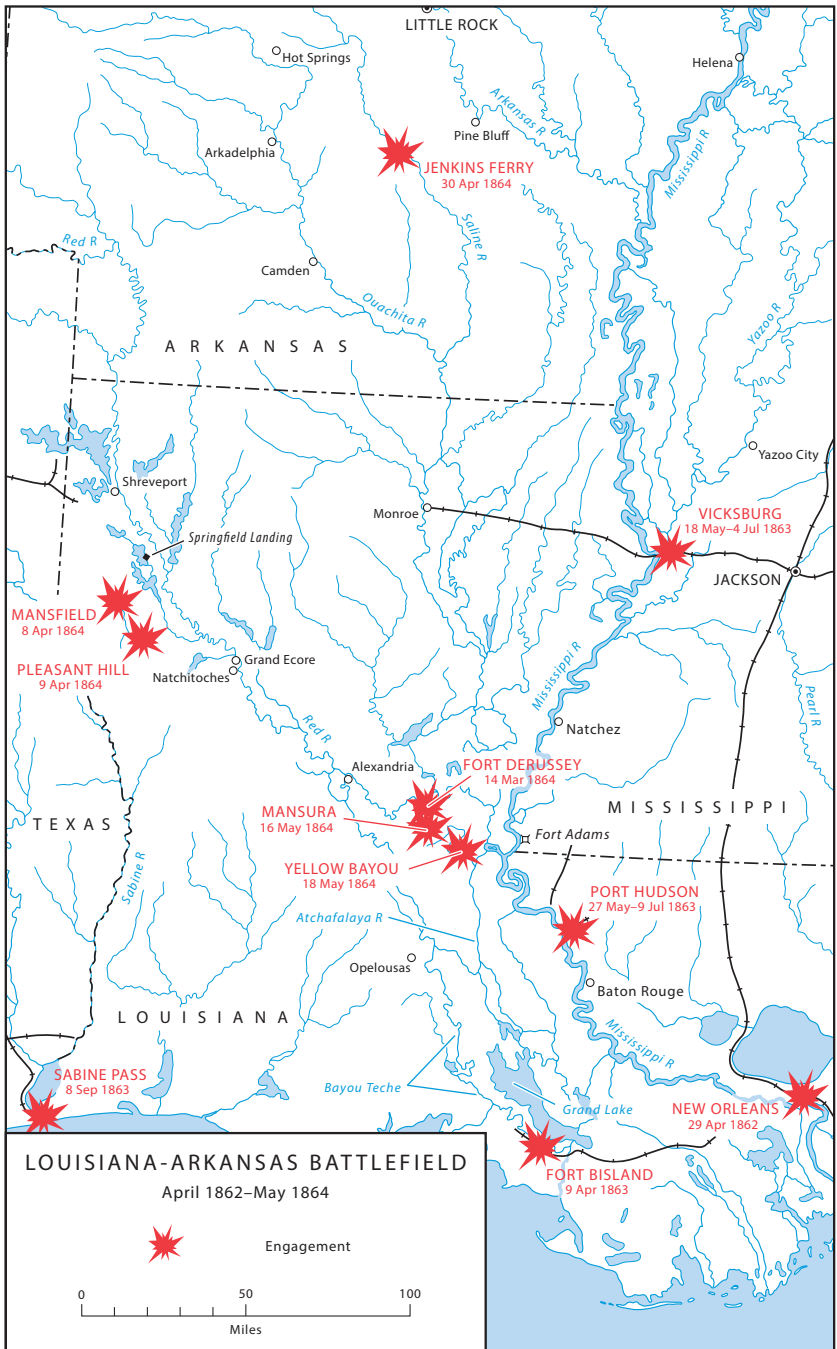 LITTLE ROCK
Hot Springs
Helena
Arkansas R
Pine Bluff
Arkadelphia
JENKINS FERRY
30 Apr 1864
Mississippi R
Red R
Saline R
Camden
Ouachita R
Yazoo R
ARKANSAS
Yazoo City
Shreveport
Monroe
VICKSBURG
18 May–4 Jul 1863
Springfield Landing
JACKSON
MANSFIELD
8 Apr 1864
PLEASANT HILL
9 Apr 1864
Grand Ecore
Natchitoches
Mississippi R
Pearl R
Red R
Natchez
Alexandria
FORT DERUSSEY
14 Mar 1864
MANSURA
16 May 1864
MISSISSIPPI
TEXAS
Fort Adams
YELLOW BAYOU
18 May 1864
Sabine R
PORT HUDSON
27 May–9 Jul 1863
Atchafalaya R
Opelousas
Baton Rouge
LOUISIANA
Mississippi R
SABINE PASS
8 Sep 1863
Bayou Teche
Grand Lake
NEW ORLEANS
29 Apr 1862
FORT BISLAND
9 Apr 1863
LOUISIANA-ARKANSAS BATTLEFIELD
April 1862–May 1864
Engagement
0 50 100
Miles